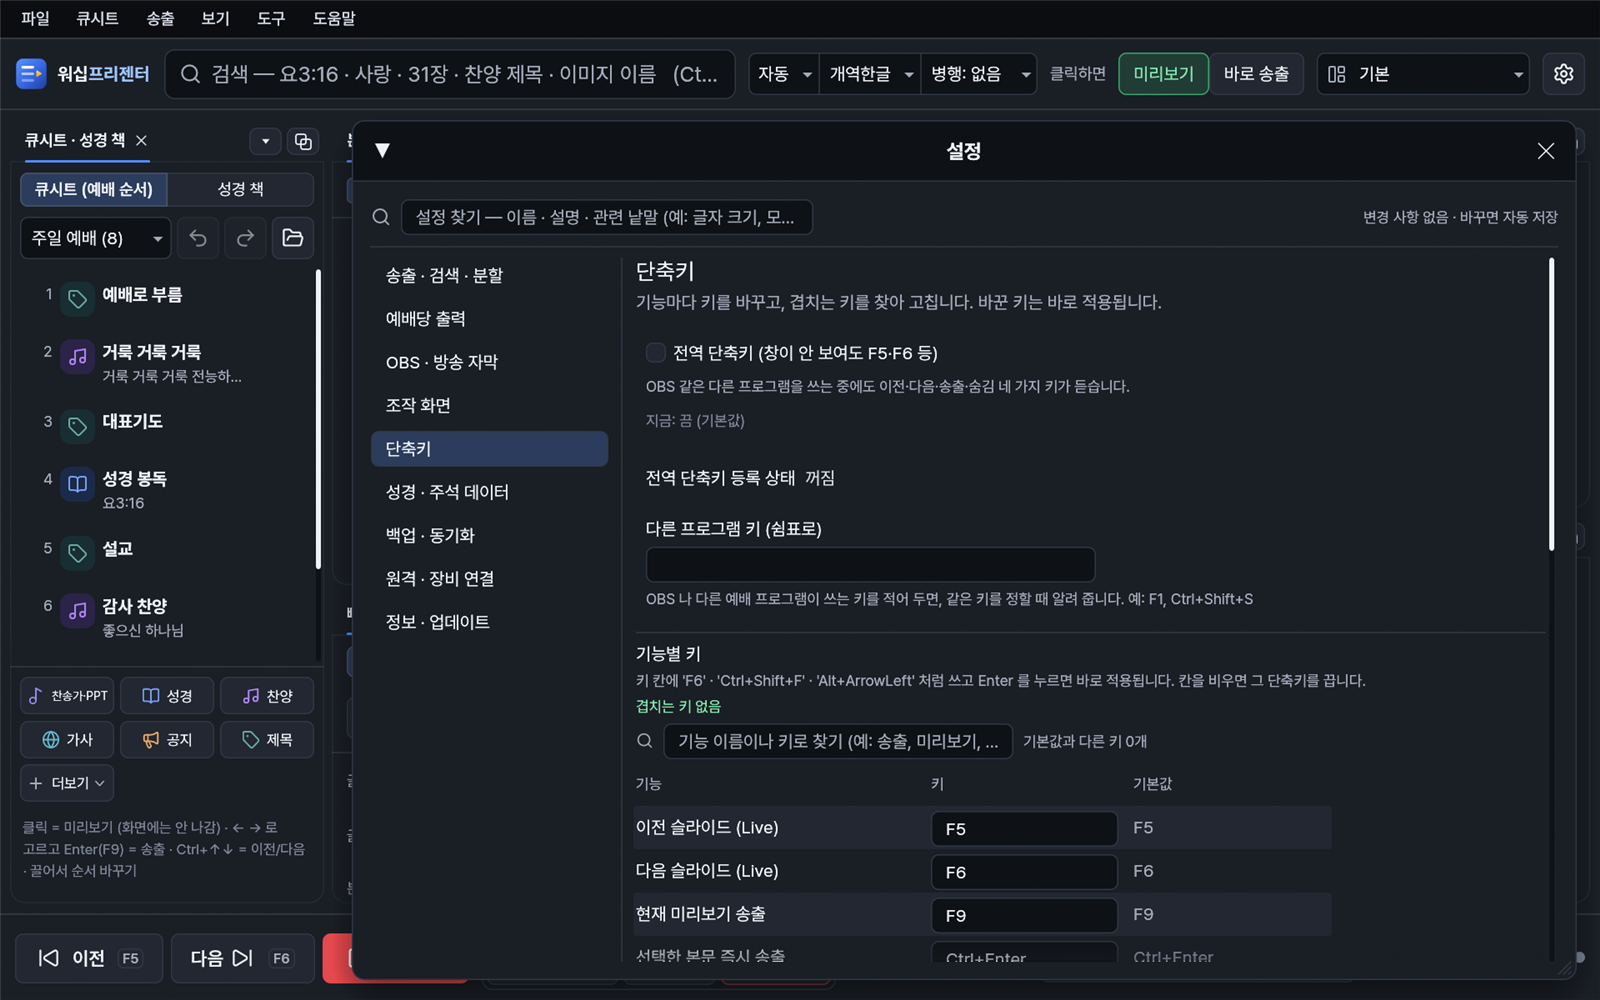 파일 큐시트 송출 보기 도구 도움말
워십프리젠터
검색 — 요3:16 · 사랑 · 31장 · 찬양 제목 · 이미지 이름 (Ct...
자동 개역한글 병행: 없음 클릭하면 미리보기 바로 송출 기본
큐시트 · 성경 책
큐시트 (예배 순서) 성경 책
주일 예배 (8)
1 예배로 부름
2 거룩 거룩 거룩
거룩 거룩 거룩 전능하...
3 대표기도
4 성경 봉독
요3:16
5 설교
6 감사 찬양
좋으신 하나님
찬송가·PPT 성경 찬양
가사 공지 제목
더보기
클릭 = 미리보기 (화면에는 안 나감) · ← → 로
고르고 Enter(F9) = 송출 · Ctrl+↑↓ = 이전/다음
· 끌어서 순서 바꾸기
이전 F5 다음 F6
▼ 설정
설정 찾기 — 이름 · 설명 · 관련 낱말 (예: 글자 크기, 모...
변경 사항 없음 · 바꾸면 자동 저장
송출 · 검색 · 분할
예배당 출력
OBS · 방송 자막
조작 화면
단축키
성경 · 주석 데이터
백업 · 동기화
원격 · 장비 연결
정보 · 업데이트
단축키
기능마다 키를 바꾸고, 겹치는 키를 찾아 고칩니다. 바꾼 키는 바로 적용됩니다.
전역 단축키 (창이 안 보여도 F5·F6 등)
OBS 같은 다른 프로그램을 쓰는 중에도 이전·다음·송출·숨김 네 가지 키가 듣습니다.
지금: 끔 (기본값)
전역 단축키 등록 상태 꺼짐
다른 프로그램 키 (쉼표로)
OBS 나 다른 예배 프로그램이 쓰는 키를 적어 두면, 같은 키를 정할 때 알려 줍니다. 예: F1, Ctrl+Shift+S
기능별 키
키 칸에 'F6' · 'Ctrl+Shift+F' · 'Alt+ArrowLeft' 처럼 쓰고 Enter 를 누르면 바로 적용됩니다. 칸을 비우면 그 단축키를 끕니다.
겹치는 키 없음
기능 이름이나 키로 찾기 (예: 송출, 미리보기, ... 기본값과 다른 키 0개
기능 키 기본값
이전 슬라이드 (Live) F5 F5
다음 슬라이드 (Live) F6 F6
현재 미리보기 송출 F9 F9
선택한 본문 즉시 송출 Ctrl+Enter Ctrl+Enter